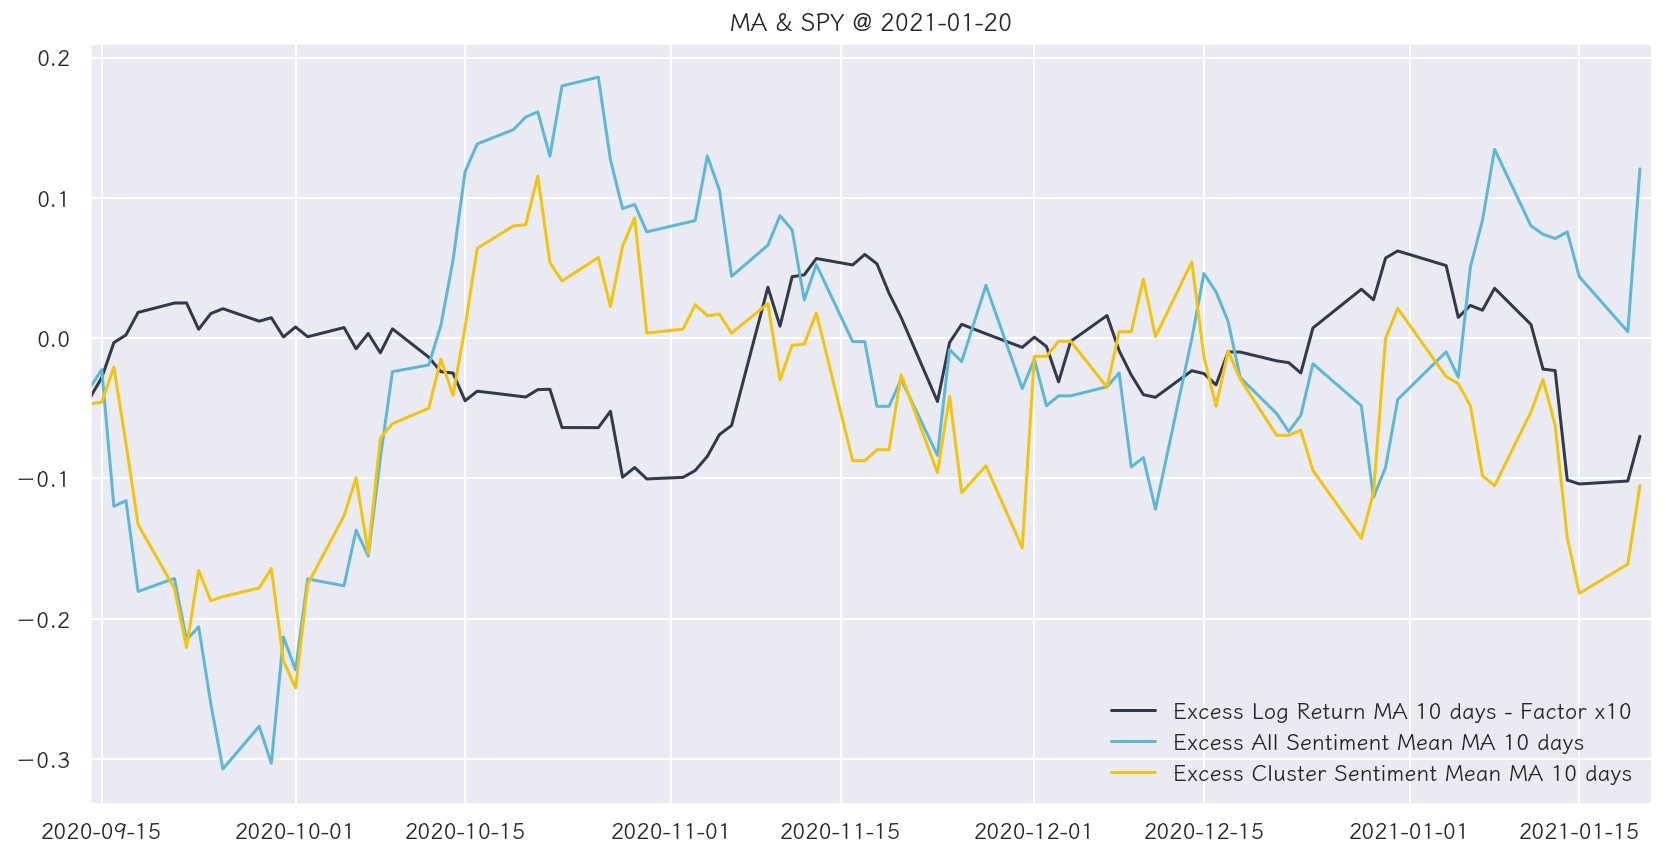 MA & SPY @ 2021-01-20
0.2
0.1
0.0
−0.1
−0.2
−0.3
Excess Log Return MA 10 days - Factor x10
Excess All Sentiment Mean MA 10 days
Excess Cluster Sentiment Mean MA 10 days
2020-09-15 2020-10-01 2020-10-15 2020-11-01 2020-11-15 2020-12-01 2020-12-15 2021-01-01 2021-01-15